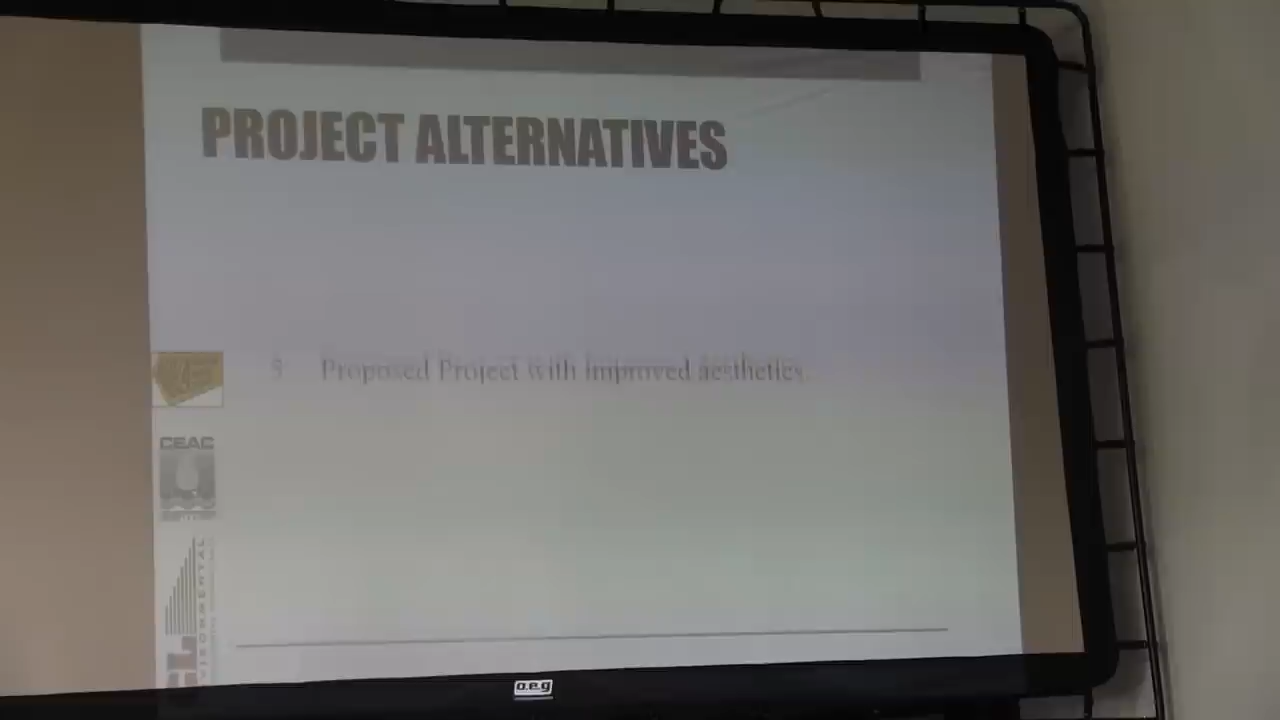 PROJECT ALTERNATIVES
§ Proposed Project with improved aesthetics
CEAC
o.e.g